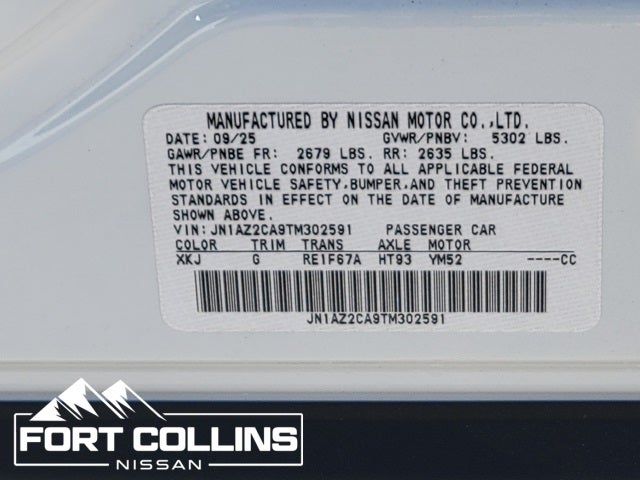 MANUFACTURED BY NISSAN MOTOR CO.,LTD.
DATE: 09/25 GVWR/PNBV: 5302 LBS.
GAWR/PNBE FR: 2679 LBS. RR: 2635 LBS.
THIS VEHICLE CONFORMS TO ALL APPLICABLE FEDERAL
MOTOR VEHICLE SAFETY,BUMPER,AND THEFT PREVENTION
STANDARDS IN EFFECT ON THE DATE OF MANUFACTURE
SHOWN ABOVE.
VIN: JN1AZ2CA9TM302591 PASSENGER CAR
COLOR TRIM TRANS AXLE MOTOR
XKJ G RE1F67A HT93 YM52 ----CC
JN1AZ2CA9TM302591
FORT COLLINS
NISSAN